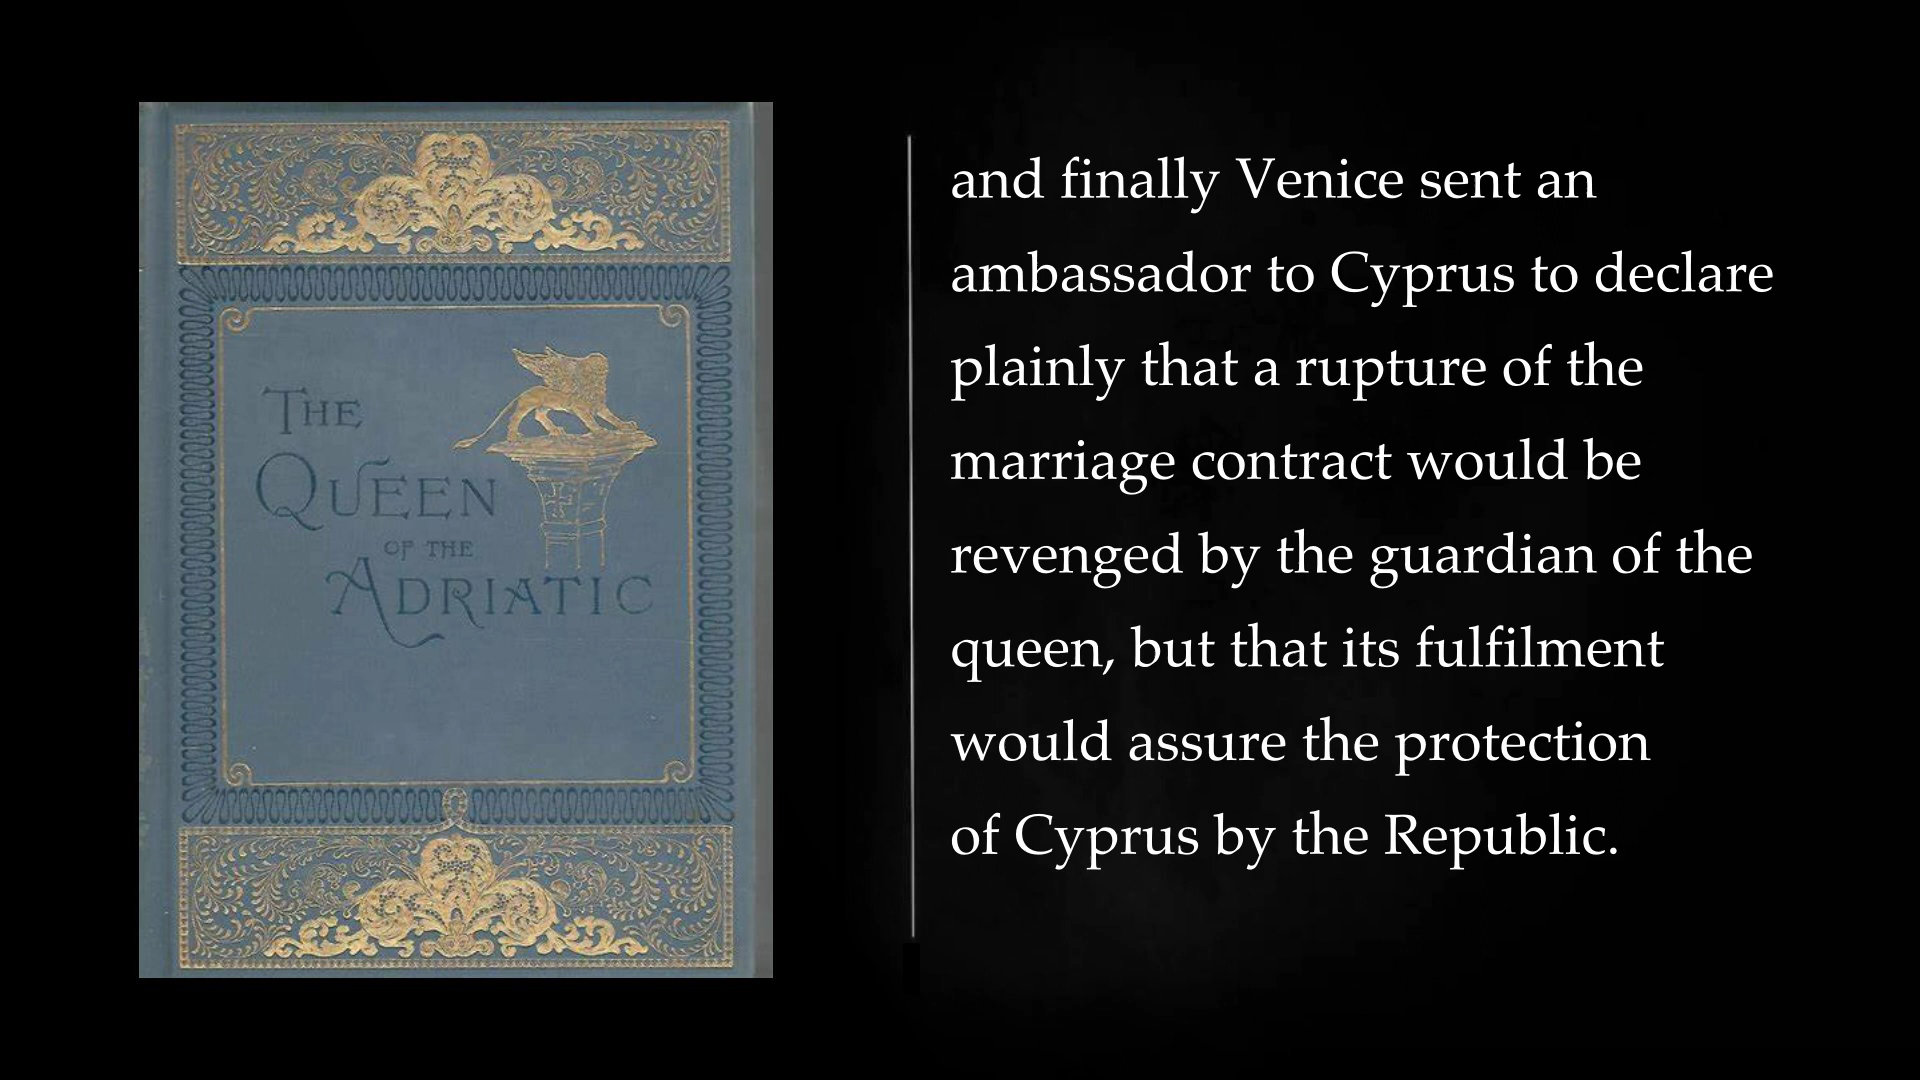 THE
QUEEN
OF THE
ADRIATIC
and finally Venice sent an
ambassador to Cyprus to declare
plainly that a rupture of the
marriage contract would be
revenged by the guardian of the
queen, but that its fulfilment
would assure the protection
of Cyprus by the Republic.